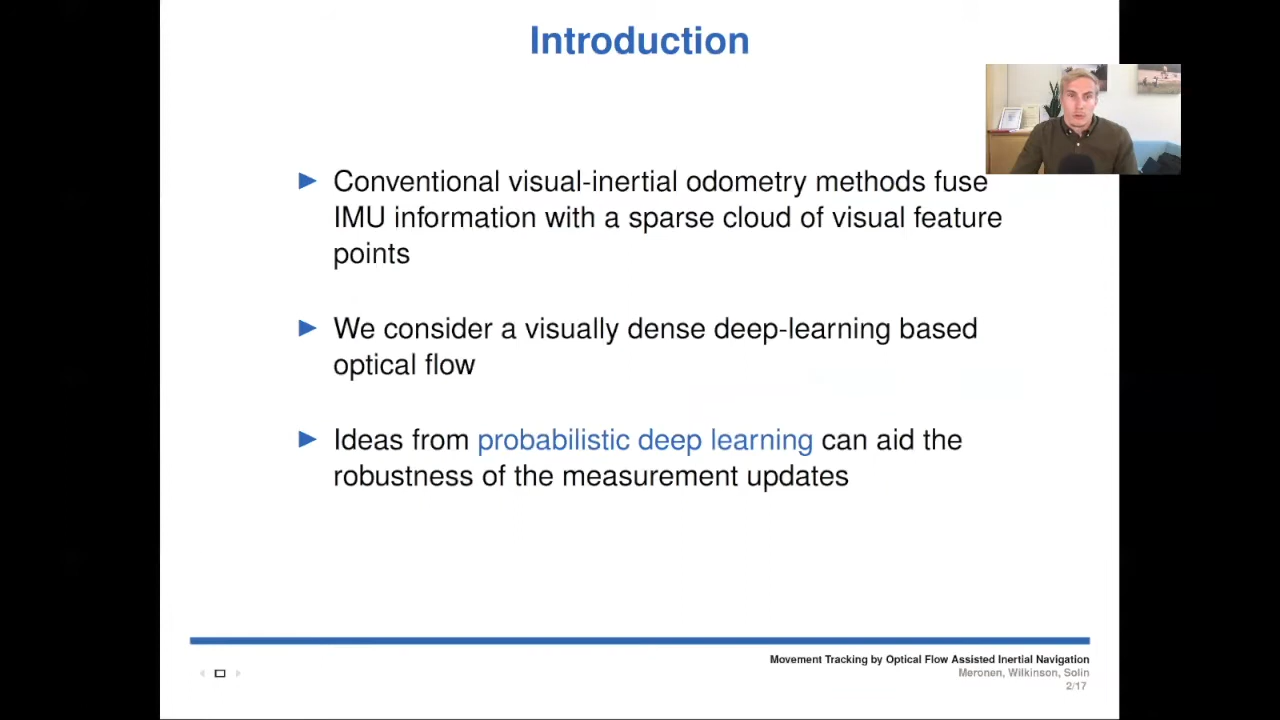 Introduction
Conventional visual-inertial odometry methods fuse
IMU information with a sparse cloud of visual feature
points
We consider a visually dense deep-learning based
optical flow
Ideas from probabilistic deep learning can aid the
robustness of the measurement updates
Movement Tracking by Optical Flow Assisted Inertial Navigation
Meronen, Wilkinson, Solin
2/17